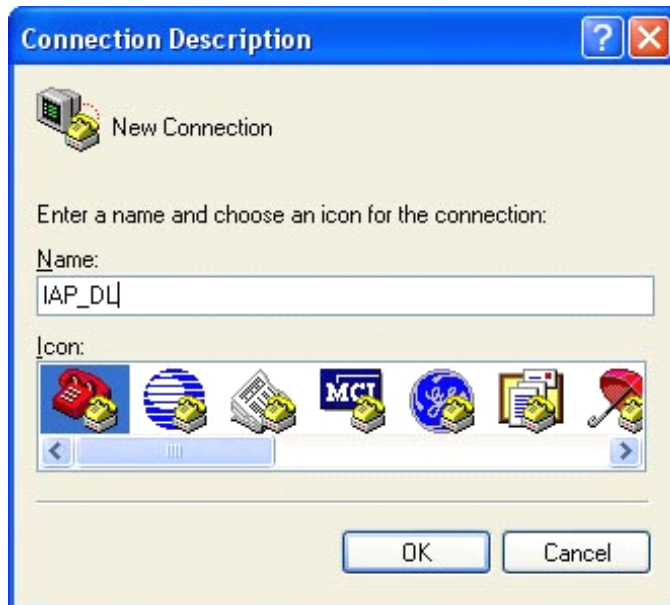 Connection Description
New Connection
Enter a name and choose an icon for the connection:
Name:
IAP_DL
Icon:
MCI
OK
Cancel